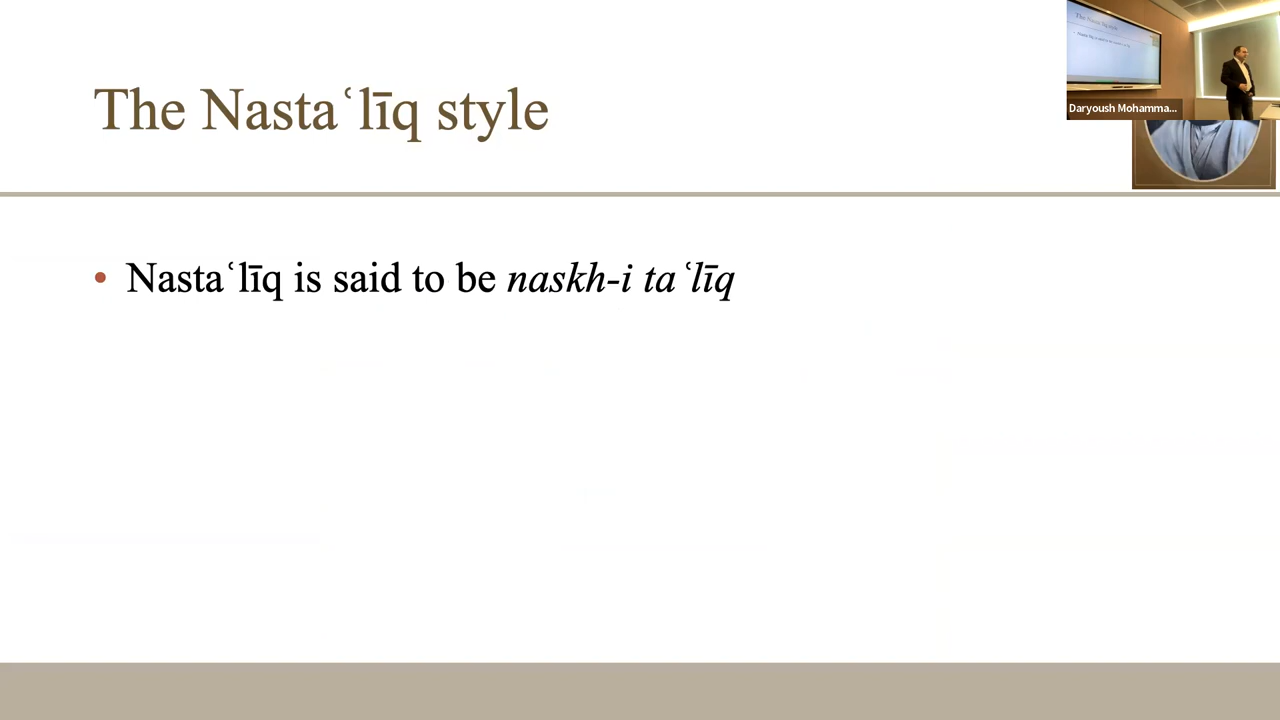 The Nastaʿlīq style
Daryoush Mohamma...
• Nastaʿlīq is said to be naskh-i taʿlīq